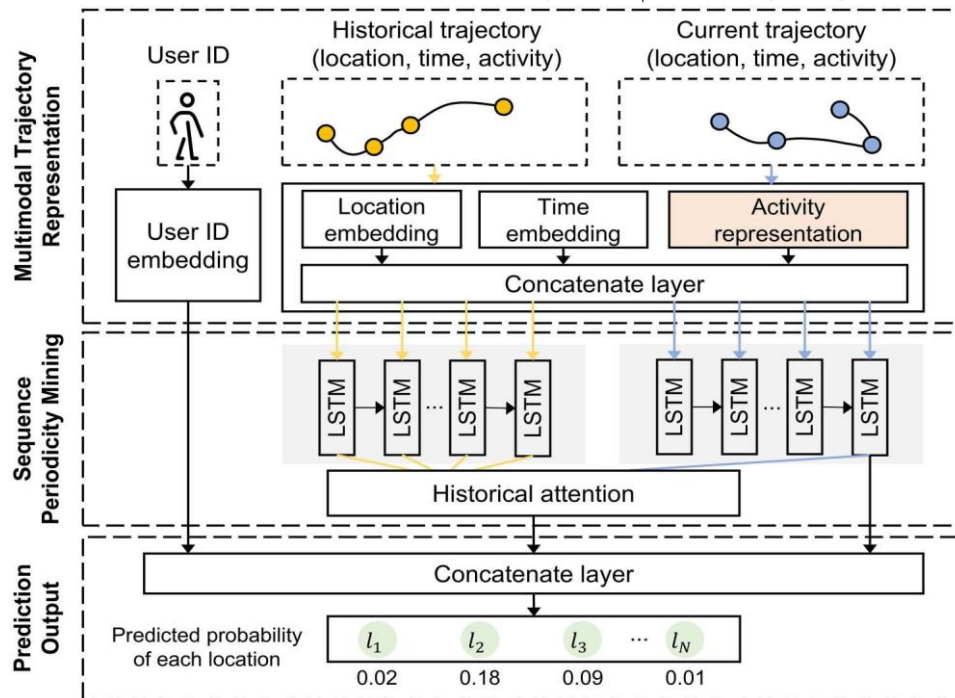 Multimodal Trajectory
Representation
User ID
Historical trajectory
(location, time, activity)
Current trajectory
(location, time, activity)
User ID
embedding
Location
embedding
Time
embedding
Activity
representation
Concatenate layer
Sequence
Periodicity Mining
LSTM
LSTM
...
LSTM
LSTM
LSTM
LSTM
...
LSTM
LSTM
Historical attention
Prediction
Output
Concatenate layer
Predicted probability
of each location
l₁ l₂ l₃ ... l_N
0.02 0.18 0.09 0.01